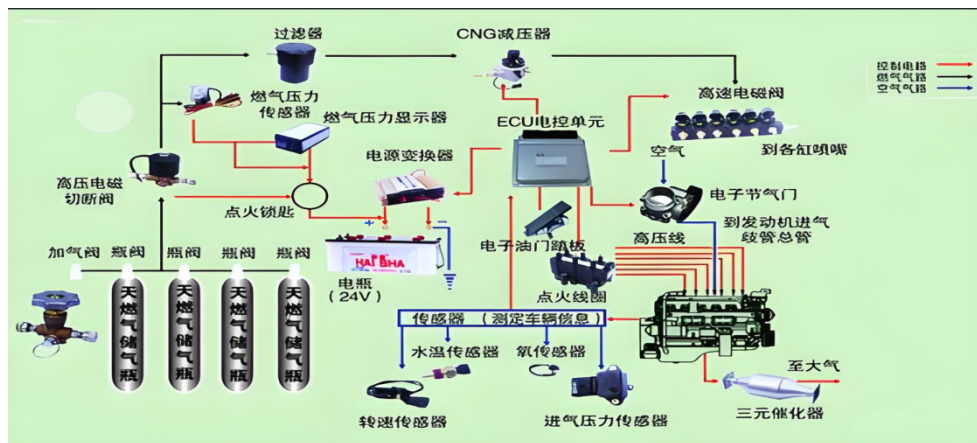 过滤器
CNG减压器
控制电路
燃气气路
空气气路
燃气压力
传感器
燃气压力显示器
高速电磁阀
ECU电控单元
电源变换器
空气
到各缸喷嘴
高压电磁
切断阀
点火锁匙
电子节气门
到发动机进气
歧管总管
高压线
电子油门踏板
加气阀
瓶阀
瓶阀
瓶阀
瓶阀
+
−
HAI BHA
电瓶
(24V)
点火线圈
天燃气储气瓶
天燃气储气瓶
天燃气储气瓶
天燃气储气瓶
传感器 (测定车辆信息)
水温传感器
氧传感器
至大气
转速传感器
进气压力传感器
三元催化器